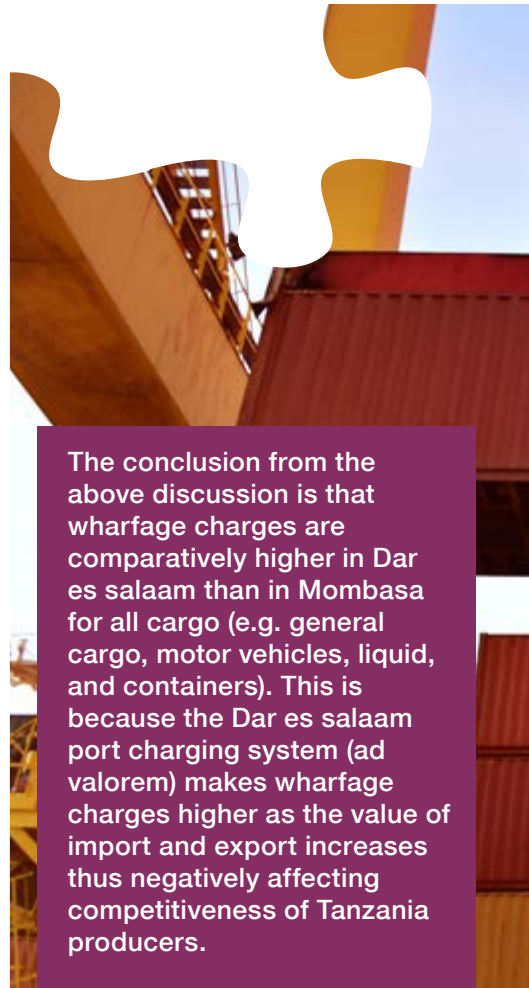 The conclusion from the
above discussion is that
wharfage charges are
comparatively higher in Dar
es salaam than in Mombasa
for all cargo (e.g. general
cargo, motor vehicles, liquid,
and containers). This is
because the Dar es salaam
port charging system (ad
valorem) makes wharfage
charges higher as the value of
import and export increases
thus negatively affecting
competitiveness of Tanzania
producers.